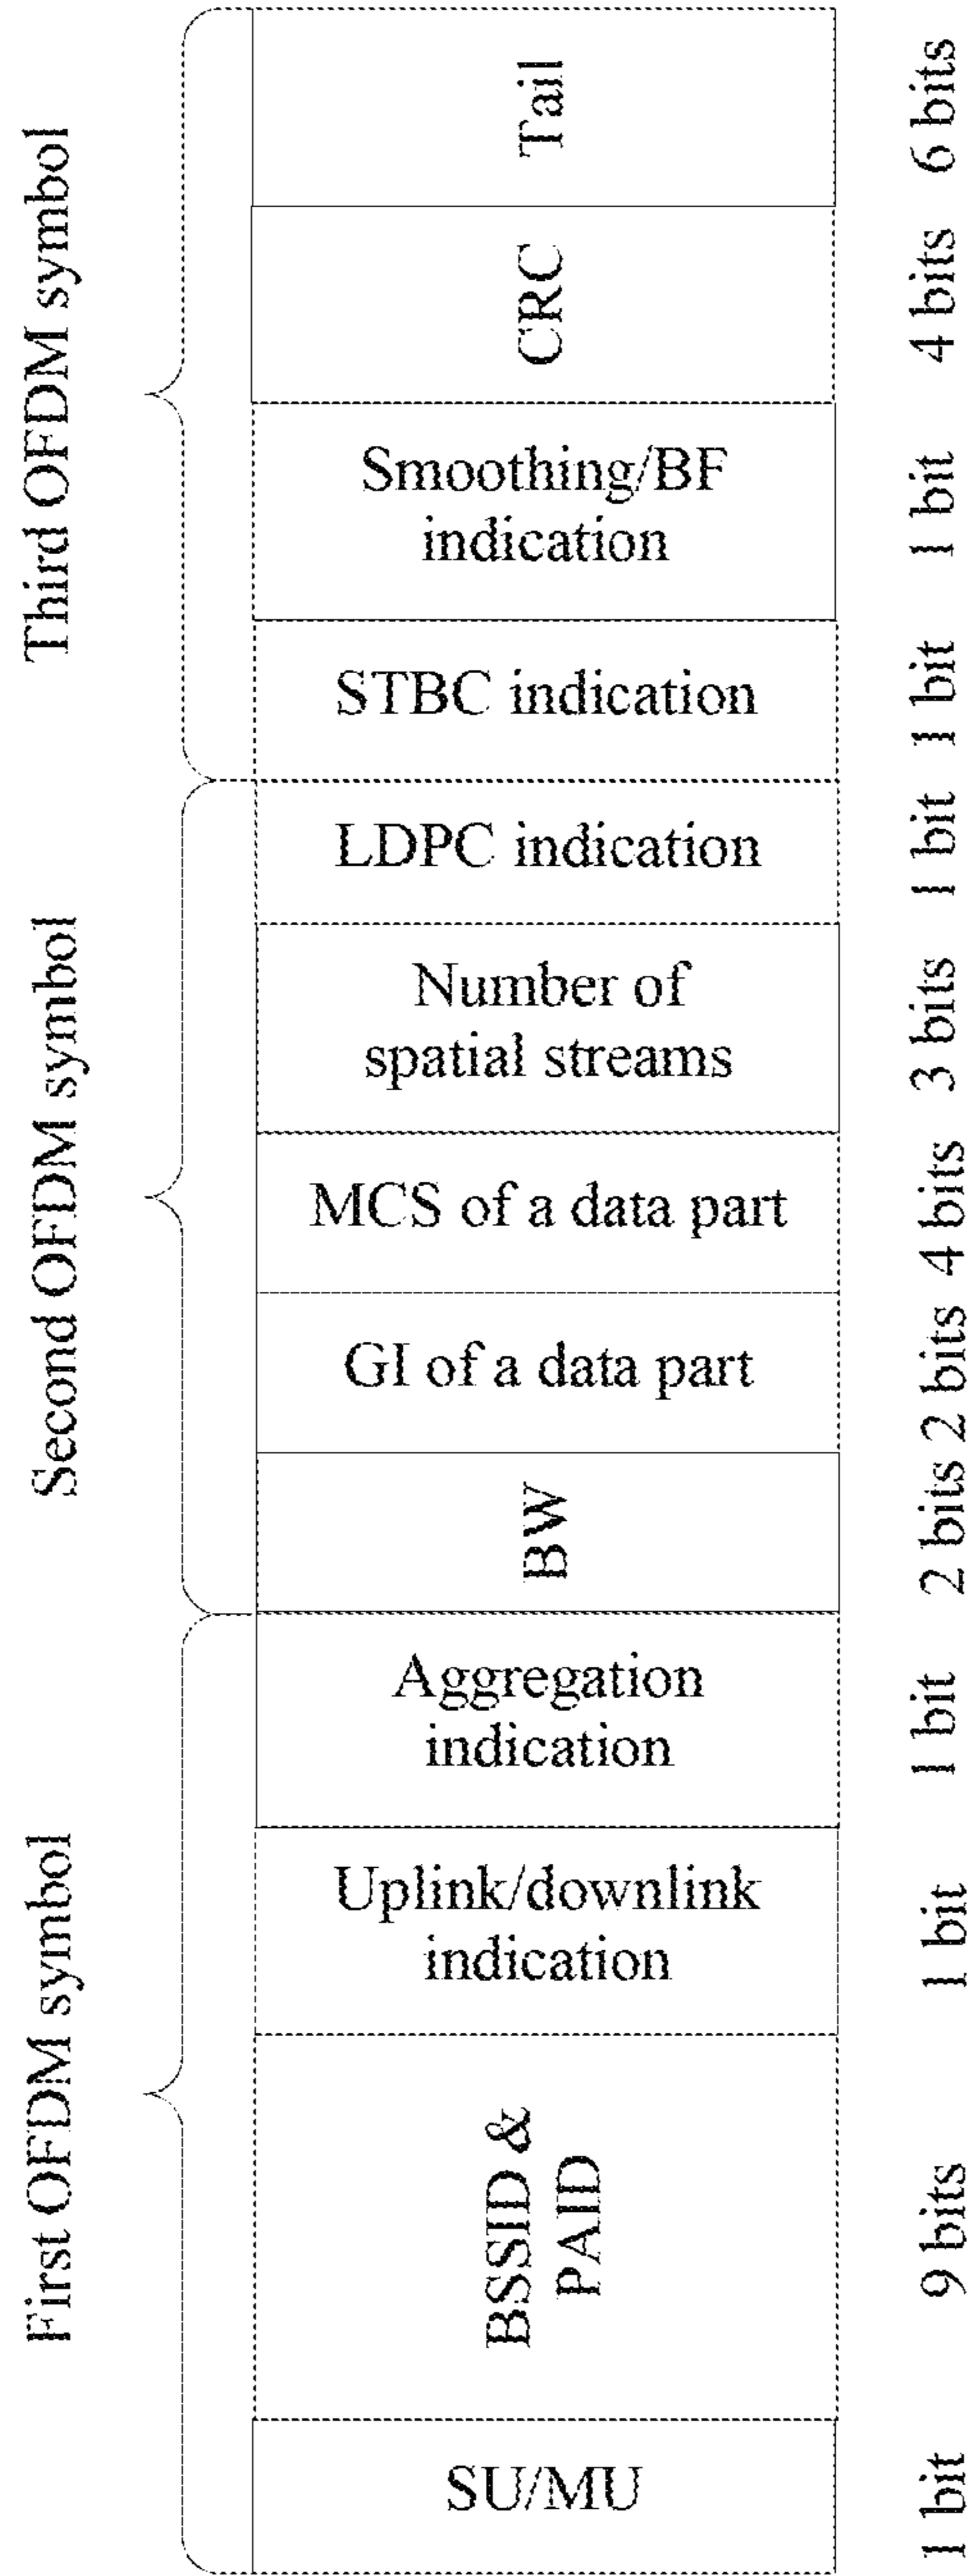 First OFDM symbol
Second OFDM symbol
Third OFDM symbol
SU/MU
BSSID &
PAID
Uplink/downlink
indication
Aggregation
indication
BW
GI of a data part
MCS of a data part
Number of
spatial streams
LDPC indication
STBC indication
Smoothing/BF
indication
CRC
Tail
1 bit
9 bits
1 bit
1 bit
2 bits
2 bits
4 bits
3 bits
1 bit
1 bit
1 bit
4 bits
6 bits